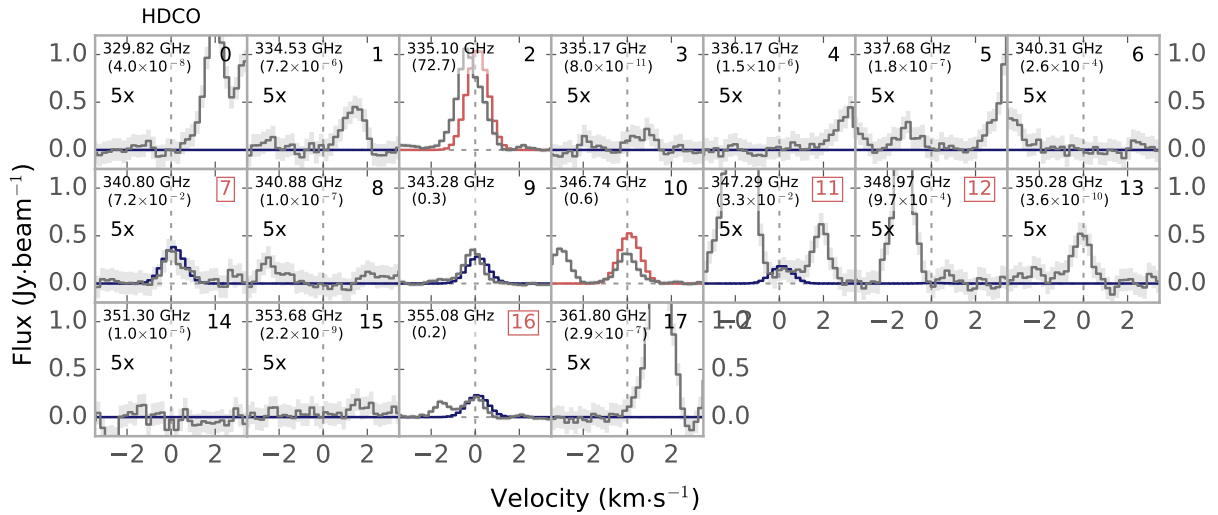 HDCO
Flux (Jy·beam⁻¹)
1.0 0.5 0.0
329.82 GHz (4.0×10⁻⁸) 0 5x
334.53 GHz (7.2×10⁻⁶) 1 5x
335.10 GHz (72.7) 2
335.17 GHz (8.0×10⁻¹¹) 3 5x
336.17 GHz (1.5×10⁻⁶) 4 5x
337.68 GHz (1.8×10⁻⁷) 5 5x
340.31 GHz (2.6×10⁻⁴) 6 5x
1.0 0.5 0.0
1.0 0.5 0.0
340.80 GHz (7.2×10⁻²) 7 5x
340.88 GHz (1.0×10⁻⁷) 8 5x
343.28 GHz (0.3) 9
346.74 GHz (0.6) 10
347.29 GHz (3.3×10⁻²) 11 5x
348.97 GHz (9.7×10⁻⁴) 12 5x
350.28 GHz (3.6×10⁻¹⁰) 13 5x
1.0 0.5 0.0
−2 0 2
−2 0 2
−2 0 2
1.0 0.5 0.0
351.30 GHz (1.0×10⁻⁵) 14 5x
353.68 GHz (2.2×10⁻⁹) 15 5x
355.08 GHz (0.2) 16
361.80 GHz (2.9×10⁻⁷) 17 5x
1.0 0.5 0.0
−2 0 2
−2 0 2
−2 0 2
−2 0 2
Velocity (km·s⁻¹)